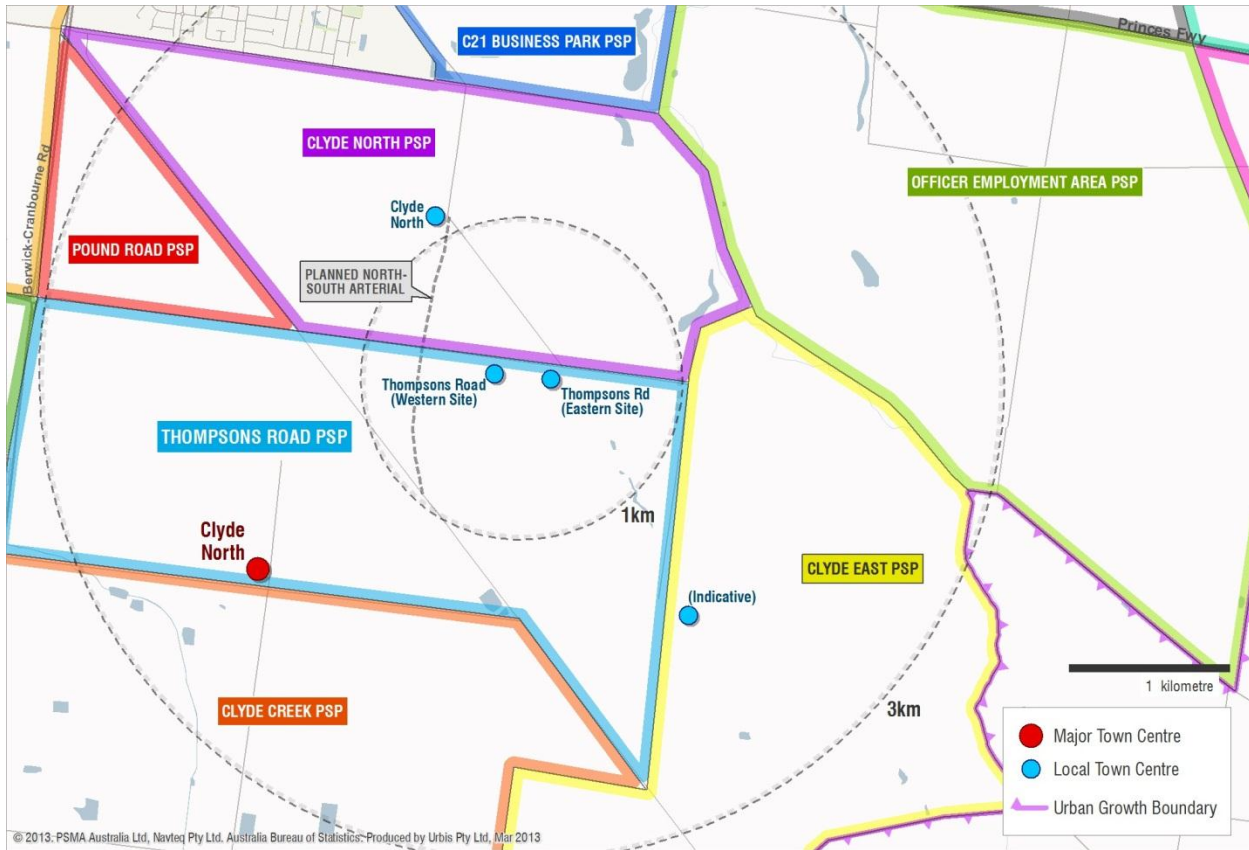 C21 BUSINESS PARK PSP
Princes Fwy
CLYDE NORTH PSP
Berwick-Cranbourne Rd
OFFICER EMPLOYMENT AREA PSP
Clyde
North
POUND ROAD PSP
PLANNED NORTH-
SOUTH ARTERIAL
Thompsons Road
(Western Site)
Thompsons Rd
(Eastern Site)
THOMPSONS ROAD PSP
1km
Clyde
North
CLYDE EAST PSP
(Indicative)
1 kilometre
CLYDE CREEK PSP
3km
Major Town Centre
Local Town Centre
Urban Growth Boundary
© 2013. PSMA Australia Ltd, Navteq Pty Ltd. Australia Bureau of Statistics. Produced by Urbis Pty Ltd, Mar 2013